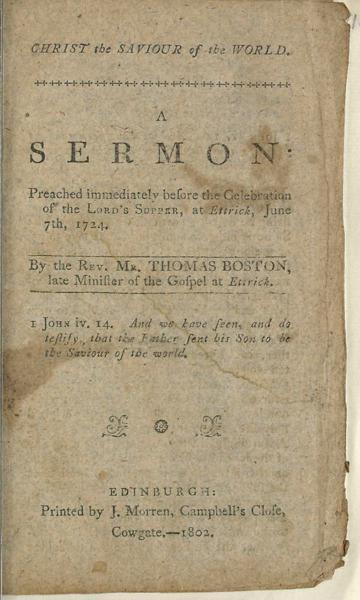 CHRIST the SAVIOUR of the WORLD.
A
SERMON:
Preached immediately before the Celebration
of the LORD'S SUPPER, at Ettrick, June
7th, 1724.
By the REV. MR. THOMAS BOSTON,
late Miniſter of the Goſpel at Ettrick.
1 JOHN iv. 14. And we have ſeen, and do
teſtify, that the Father ſent his Son to be
the Saviour of the world.
EDINBURGH:
Printed by J. Morren, Campbell's Cloſe,
Cowgate.—1802.